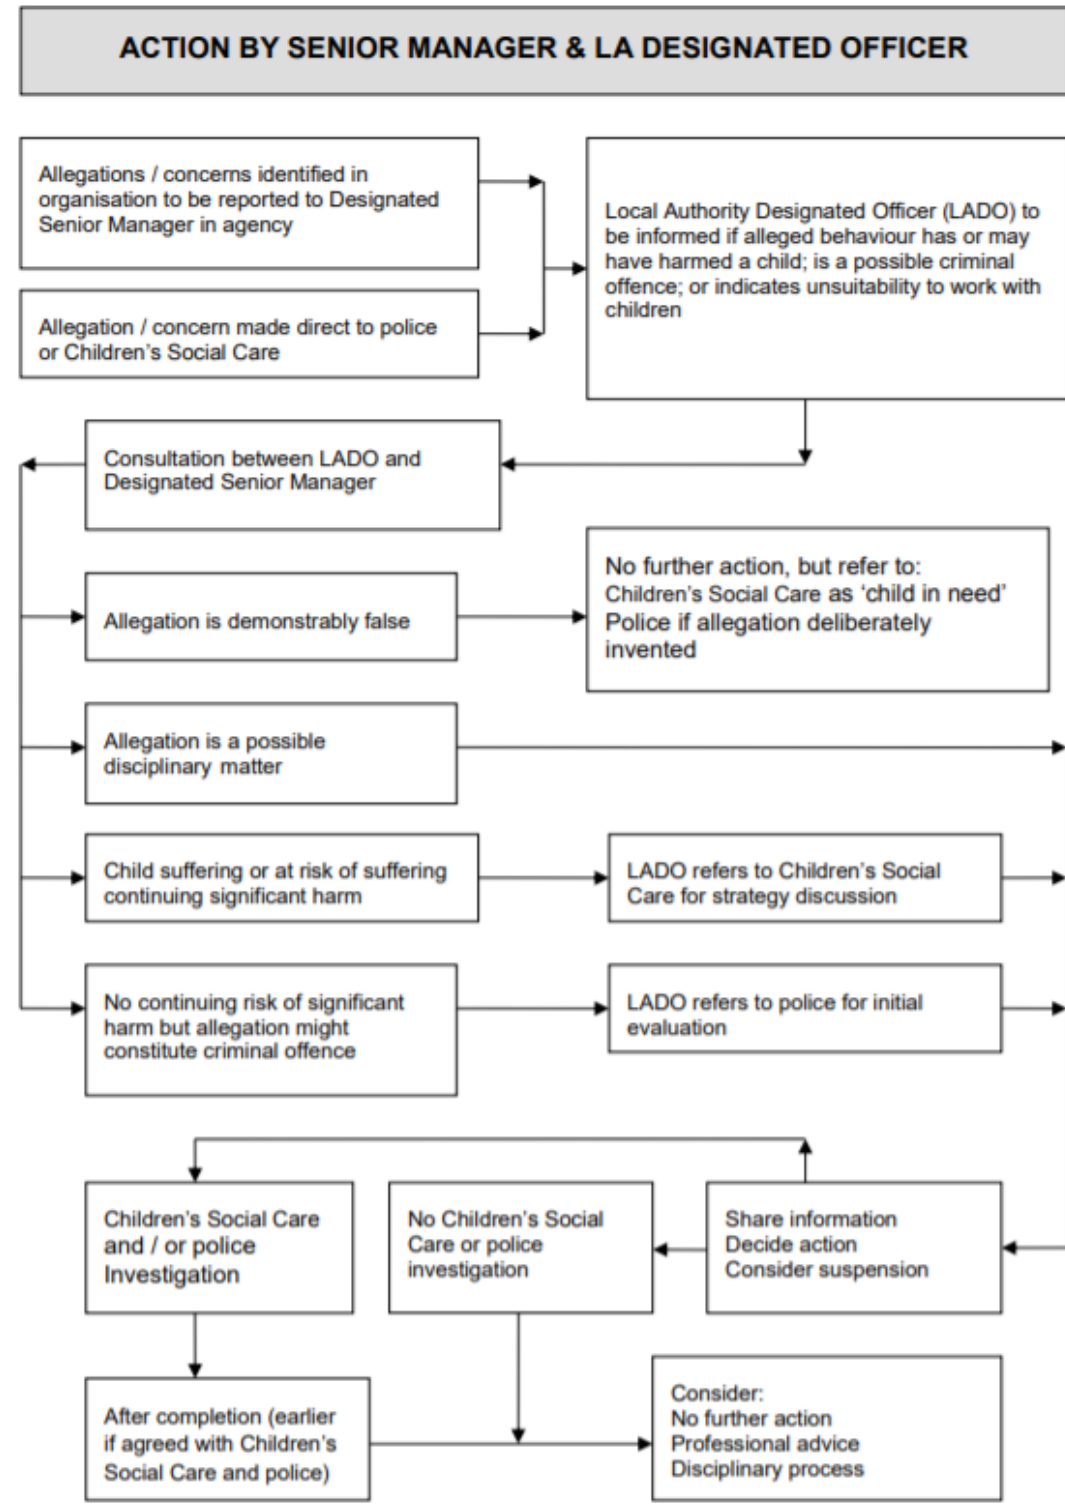 ACTION BY SENIOR MANAGER & LA DESIGNATED OFFICER
Allegations / concerns identified in
organisation to be reported to Designated
Senior Manager in agency
Allegation / concern made direct to police
or Children's Social Care
Local Authority Designated Officer (LADO) to
be informed if alleged behaviour has or may
have harmed a child; is a possible criminal
offence; or indicates unsuitability to work with
children
Consultation between LADO and
Designated Senior Manager
Allegation is demonstrably false
No further action, but refer to:
Children's Social Care as 'child in need'
Police if allegation deliberately
invented
Allegation is a possible
disciplinary matter
Child suffering or at risk of suffering
continuing significant harm
LADO refers to Children's Social
Care for strategy discussion
No continuing risk of significant
harm but allegation might
constitute criminal offence
LADO refers to police for initial
evaluation
Children's Social Care
and / or police
Investigation
No Children's Social
Care or police
investigation
Share information
Decide action
Consider suspension
After completion (earlier
if agreed with Children's
Social Care and police)
Consider:
No further action
Professional advice
Disciplinary process